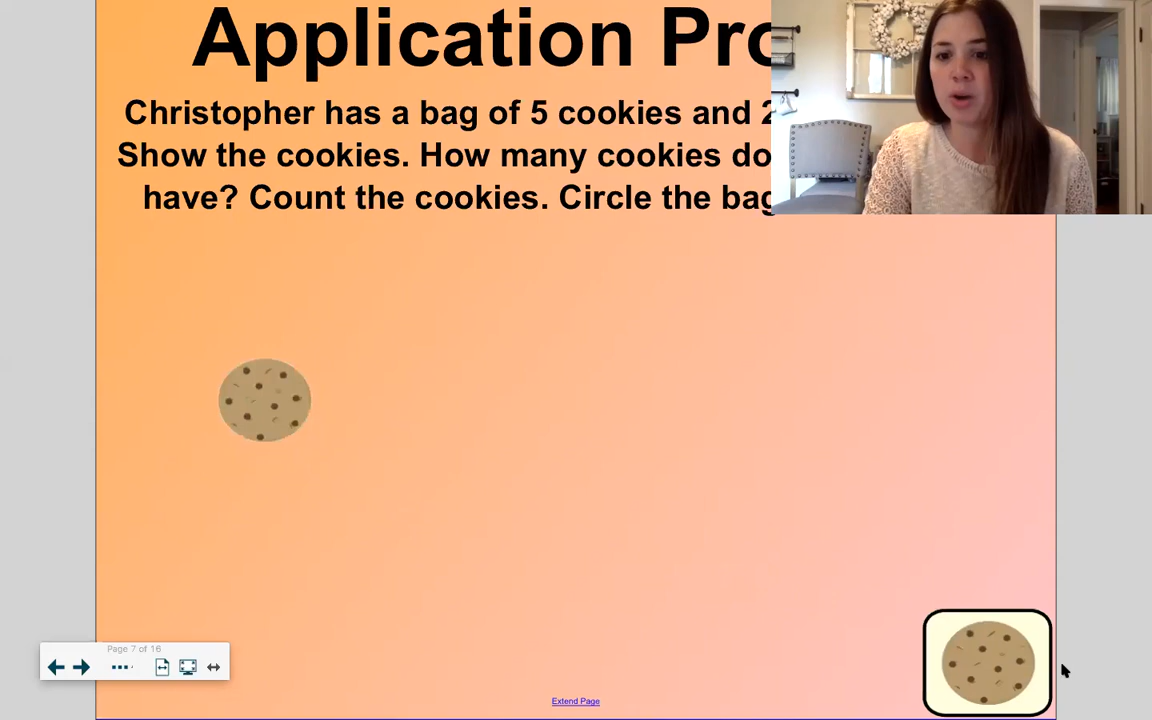 Application Pro
Christopher has a bag of 5 cookies and 2
Show the cookies. How many cookies do
have? Count the cookies. Circle the bag
Page 7 of 16
Extend Page